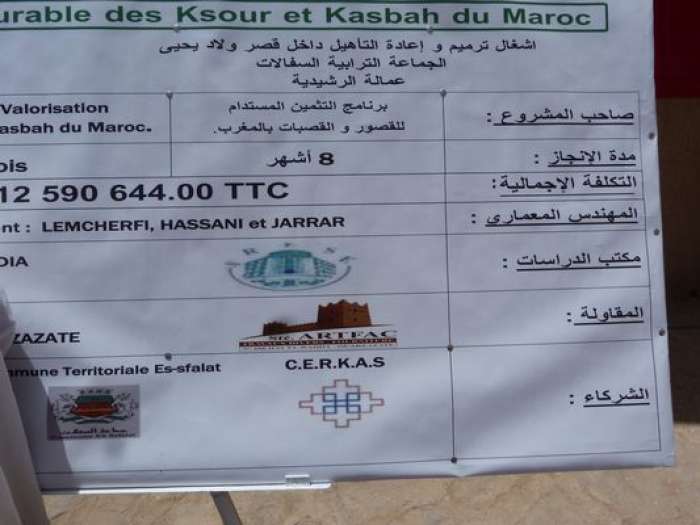 urable des Ksour et Kasbah du Maroc
اشغال ترميم و إعادة التأهيل داخل قصر ولاد يحيى
الجماعة الترابية السفالات
عمالة الرشيدية
Valorisation
asbah du Maroc.
برنامج التثمين المستدام
للقصور و القصبات بالمغرب.
صاحب المشروع :
ois
8 أشهر
مدة الإنجاز :
12 590 644.00 TTC
التكلفة الإجمالية:
nt : LEMCHERFI, HASSANI et JARRAR
المهندس المعماري :
DIA
مكتب الدراسات :
ZAZATE
Sté. ARTFAC
المقاولة :
mmune Territoriale Es-sfalat
C.E.R.K.A.S
الشركاء :